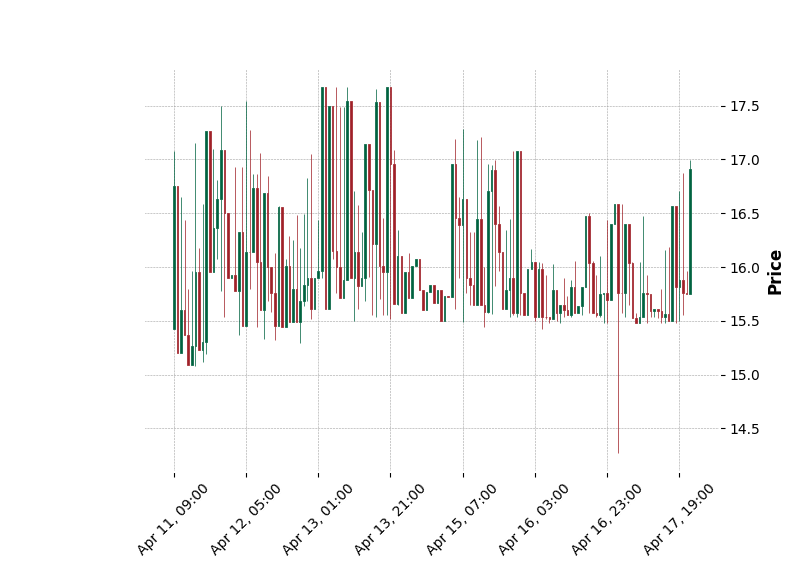 17.5
17.0
16.5
16.0
15.5
15.0
14.5
Price
Apr 11, 09:00
Apr 12, 05:00
Apr 13, 01:00
Apr 13, 21:00
Apr 15, 07:00
Apr 16, 03:00
Apr 16, 23:00
Apr 17, 19:00